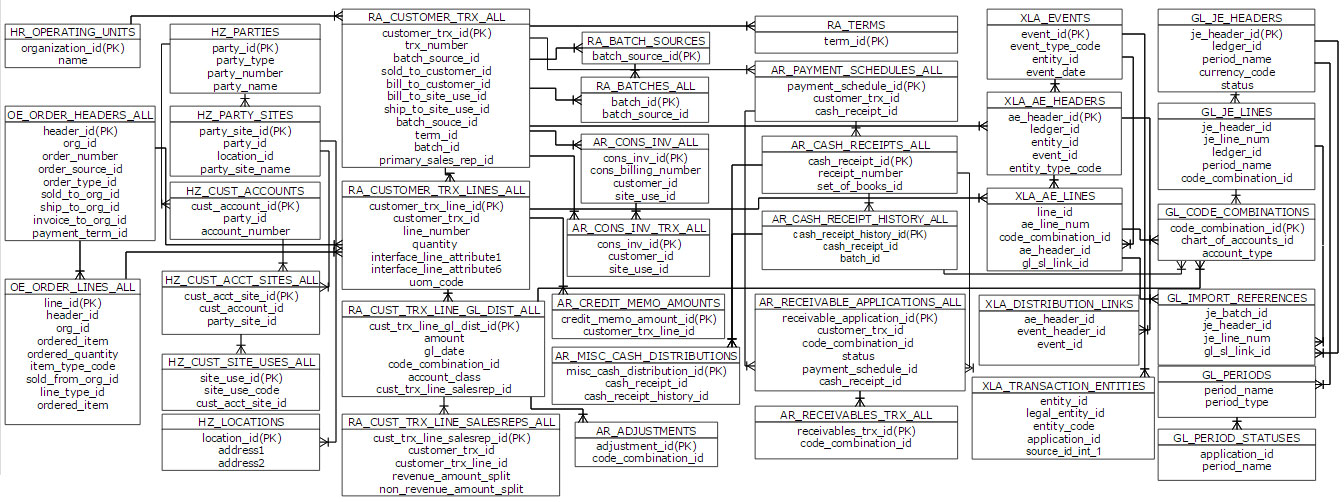 HR_OPERATING_UNITS
organization_id(PK)
name
OE_ORDER_HEADERS_ALL
header_id(PK)
org_id
order_number
order_source_id
order_type_id
sold_to_org_id
ship_to_org_id
invoice_to_org_id
payment_term_id
OE_ORDER_LINES_ALL
line_id(PK)
header_id
org_id
ordered_item
ordered_quantity
item_type_code
sold_from_org_id
line_type_id
ordered_item
HZ_PARTIES
party_id(PK)
party_type
party_number
party_name
HZ_PARTY_SITES
party_site_id(PK)
party_id
location_id
party_site_name
HZ_CUST_ACCOUNTS
cust_account_id(PK)
party_id
account_number
HZ_CUST_ACCT_SITES_ALL
cust_acct_site_id(PK)
cust_account_id
party_site_id
HZ_CUST_SITE_USES_ALL
site_use_id(PK)
site_use_code
cust_acct_site_id
HZ_LOCATIONS
location_id(PK)
address1
address2
RA_CUSTOMER_TRX_ALL
customer_trx_id(PK)
trx_number
batch_source_id
sold_to_customer_id
bill_to_customer_id
bill_to_site_use_id
ship_to_site_use_id
batch_souce_id
term_id
batch_id
primary_sales_rep_id
RA_CUSTOMER_TRX_LINES_ALL
customer_trx_line_id(PK)
customer_trx_id
line_number
quantity
interface_line_attribute1
interface_line_attribute6
uom_code
RA_CUST_TRX_LINE_GL_DIST_ALL
cust_trx_line_gl_dist_id(PK)
amount
gl_date
code_combination_id
account_class
cust_trx_line_salesrep_id
RA_CUST_TRX_LINE_SALESREPS_ALL
cust_trx_line_salesrep_id(PK)
customer_trx_id
customer_trx_line_id
revenue_amount_split
non_revenue_amount_split
RA_BATCH_SOURCES
batch_source_id(PK)
RA_BATCHES_ALL
batch_id(PK)
batch_source_id
AR_CONS_INV_ALL
cons_inv_id(PK)
cons_billing_number
customer_id
site_use_id
AR_CONS_INV_TRX_ALL
cons_inv_id(PK)
customer_id
site_use_id
AR_CREDIT_MEMO_AMOUNTS
credit_memo_amount_id(PK)
customer_trx_line_id
AR_MISC_CASH_DISTRIBUTIONS
misc_cash_distribution_id(PK)
cash_receipt_id
cash_receipt_history_id
AR_ADJUSTMENTS
adjustment_id(PK)
code_combination_id
RA_TERMS
term_id(PK)
AR_PAYMENT_SCHEDULES_ALL
payment_schedule_id(PK)
customer_trx_id
cash_receipt_id
AR_CASH_RECEIPTS_ALL
cash_receipt_id(PK)
receipt_number
set_of_books_id
AR_CASH_RECEIPT_HISTORY_ALL
cash_receipt_history_id(PK)
cash_receipt_id
batch_id
AR_RECEIVABLE_APPLICATIONS_ALL
receivable_application_id(PK)
customer_trx_id
code_combination_id
status
payment_schedule_id
cash_receipt_id
AR_RECEIVABLES_TRX_ALL
receivables_trx_id(PK)
code_combination_id
XLA_EVENTS
event_id(PK)
event_type_code
entity_id
event_date
XLA_AE_HEADERS
ae_header_id(PK)
ledger_id
entity_id
event_id
entity_type_code
XLA_AE_LINES
line_id
ae_line_num
code_combination_id
ae_header_id
gl_sl_link_id
XLA_DISTRIBUTION_LINKS
ae_header_id
event_header_id
event_id
XLA_TRANSACTION_ENTITIES
entity_id
legal_entity_id
entity_code
application_id
source_id_int_1
GL_JE_HEADERS
je_header_id(PK)
ledger_id
period_name
currency_code
status
GL_JE_LINES
je_header_id
je_line_num
ledger_id
period_name
code_combination_id
GL_CODE_COMBINATIONS
code_combination_id(PK)
chart_of_accounts_id
account_type
GL_IMPORT_REFERENCES
je_batch_id
je_header_id
je_line_num
gl_sl_link_id
GL_PERIODS
period_name
period_type
GL_PERIOD_STATUSES
application_id
period_name